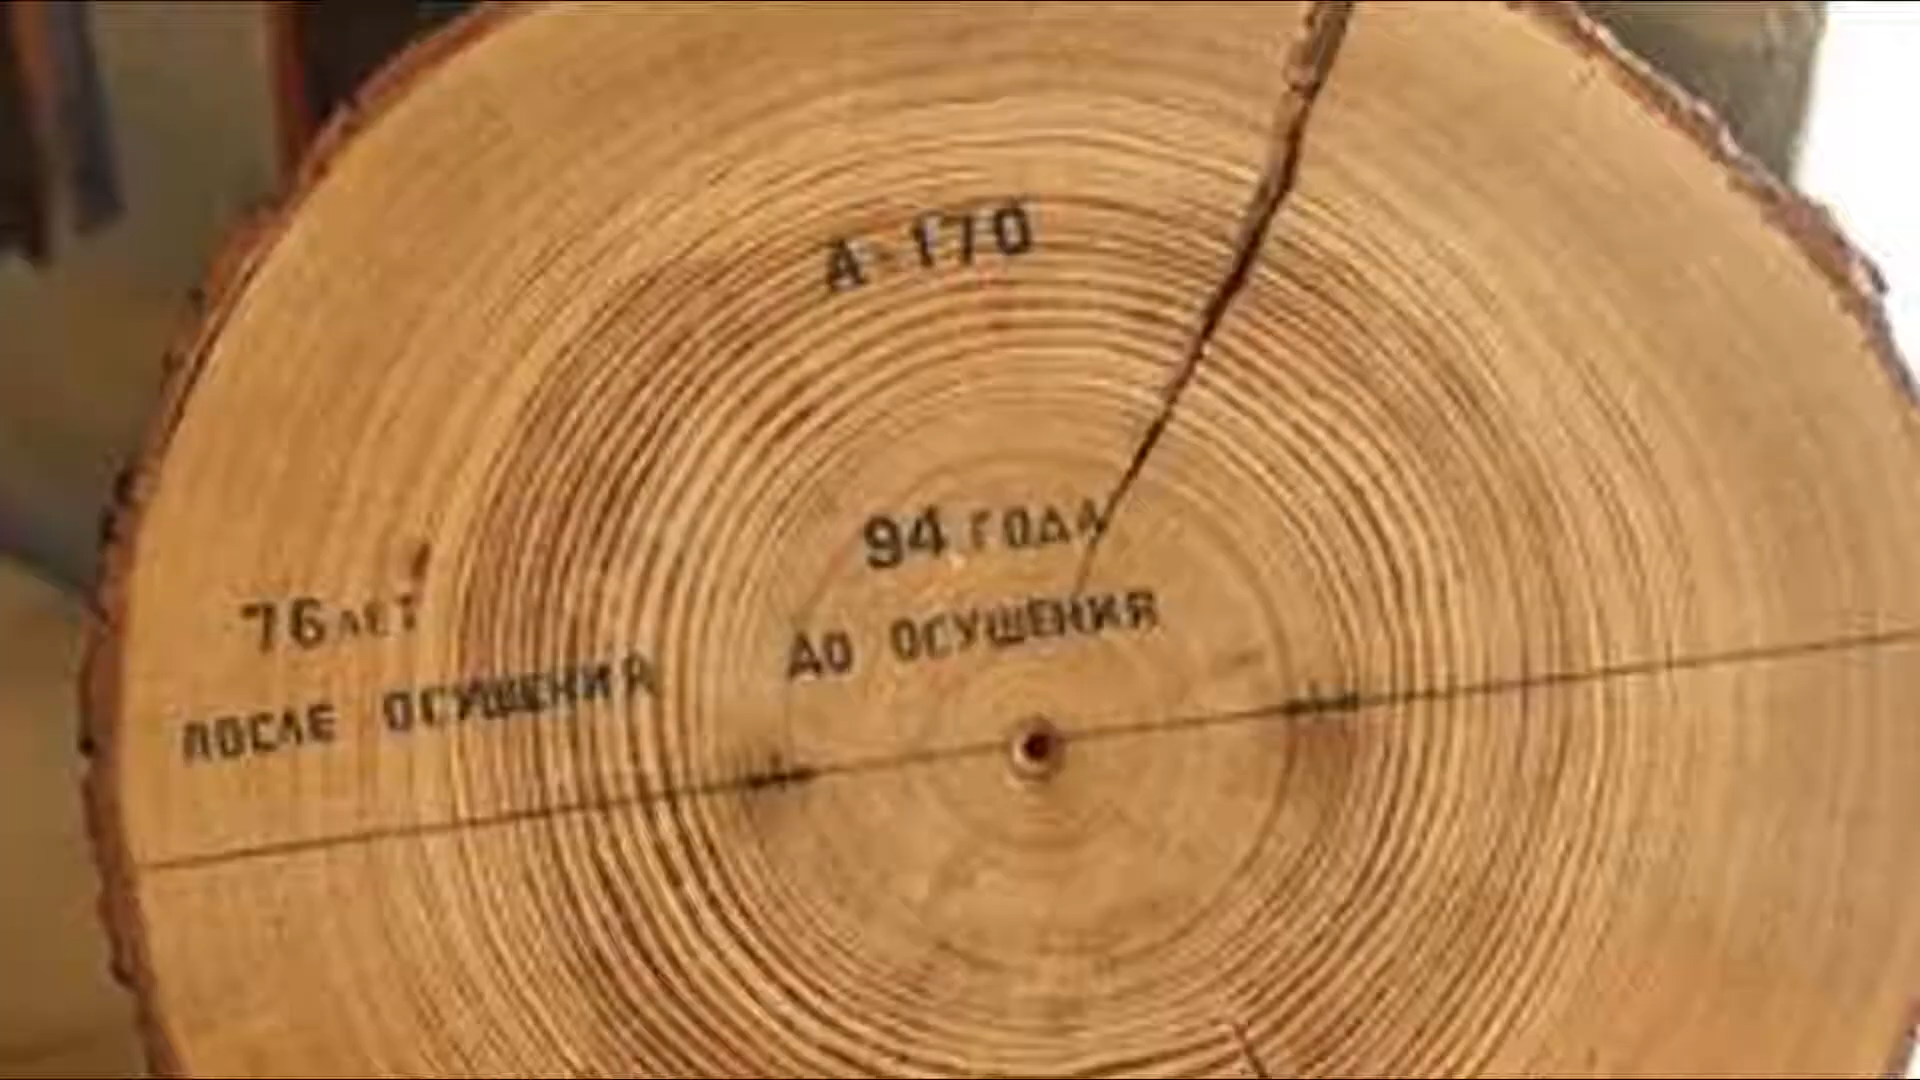 А-170
94 ГОДА
ДО ОСУШЕНИЯ
76 ЛЕТ
ПОСЛЕ ОСУШЕНИЯ